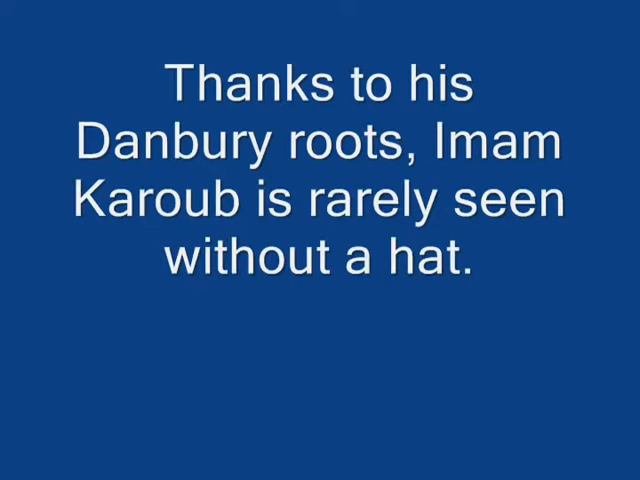 Thanks to his
Danbury roots, Imam
Karoub is rarely seen
without a hat.